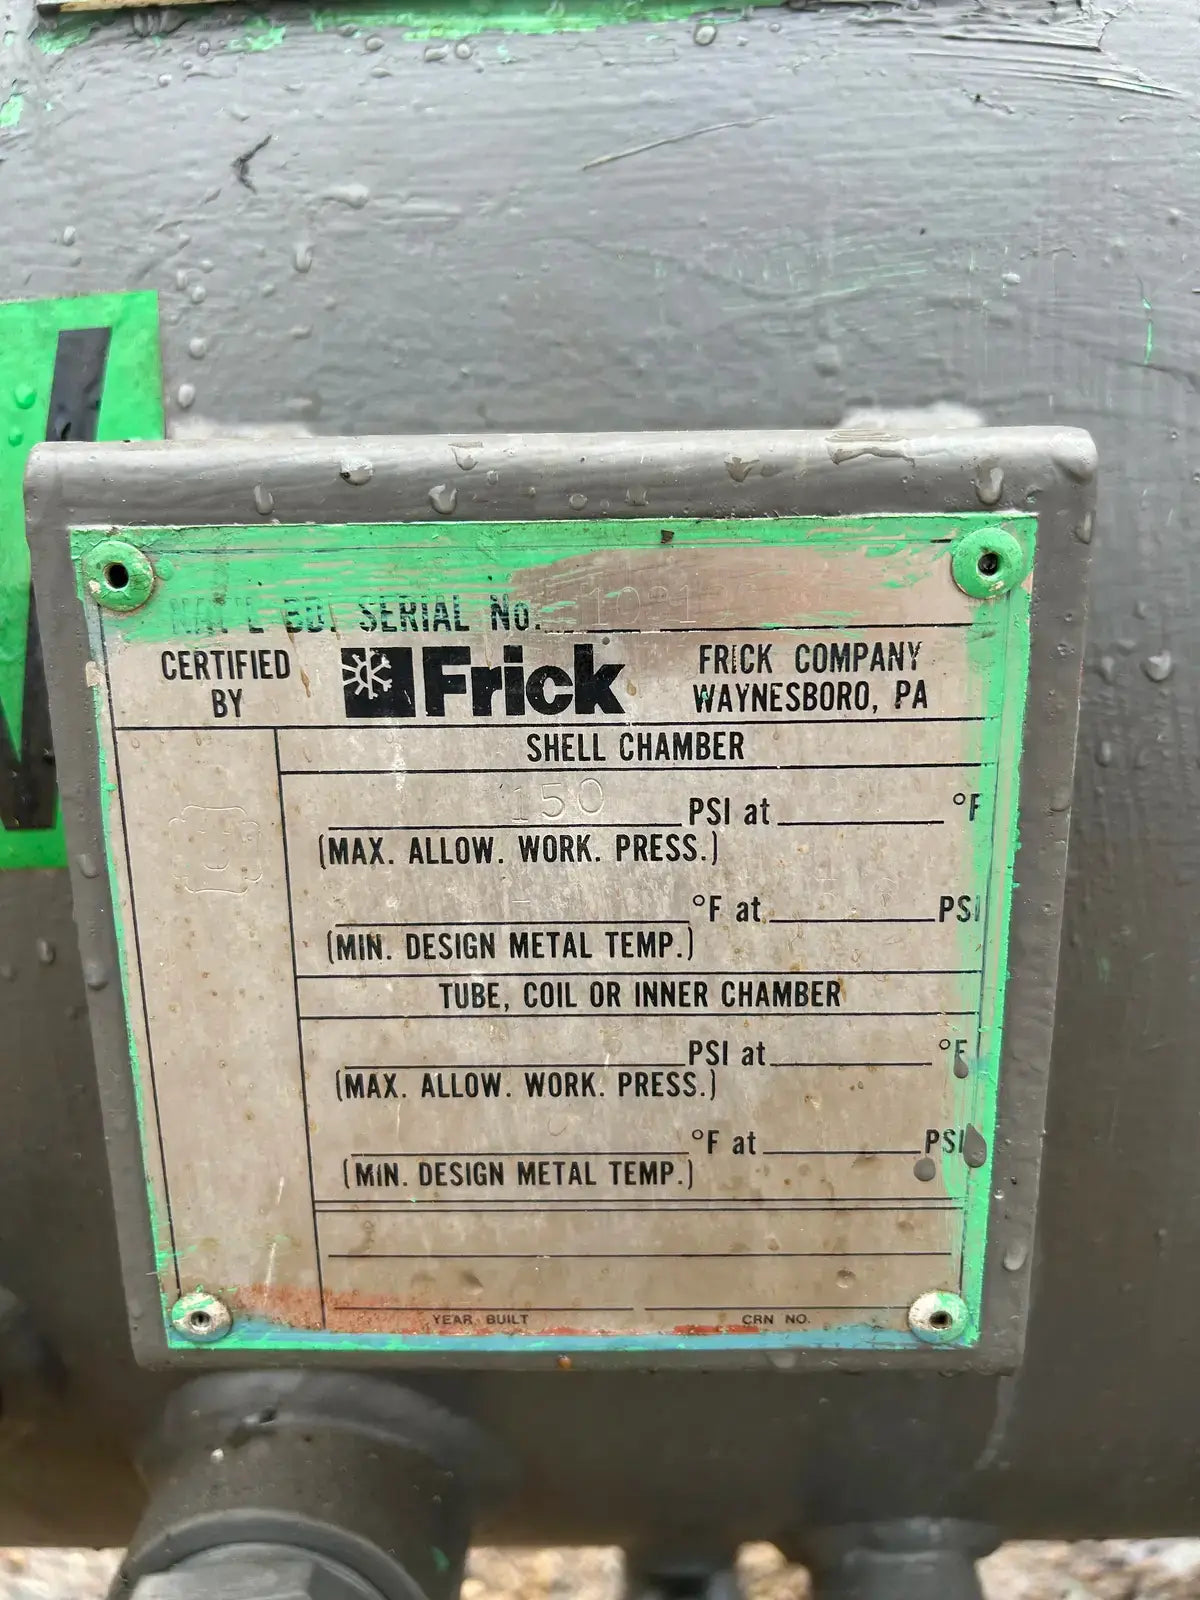 NAT'L BD. SERIAL No.
CERTIFIED BY
Frick
FRICK COMPANY
WAYNESBORO, PA
SHELL CHAMBER
150 PSI at °F
(MAX. ALLOW. WORK. PRESS.)
°F at PSI
(MIN. DESIGN METAL TEMP.)
TUBE, COIL OR INNER CHAMBER
PSI at °F
(MAX. ALLOW. WORK. PRESS.)
°F at PSI
(MIN. DESIGN METAL TEMP.)
YEAR BUILT
CRN NO.